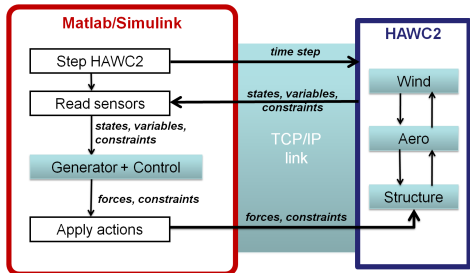 Matlab/Simulink
HAWC2
time step
Step HAWC2
Wind
states, variables,
constraints
Read sensors
states, variables,
constraints
TCP/IP
link
Aero
Generator + Control
forces, constraints
Structure
Apply actions
forces, constraints